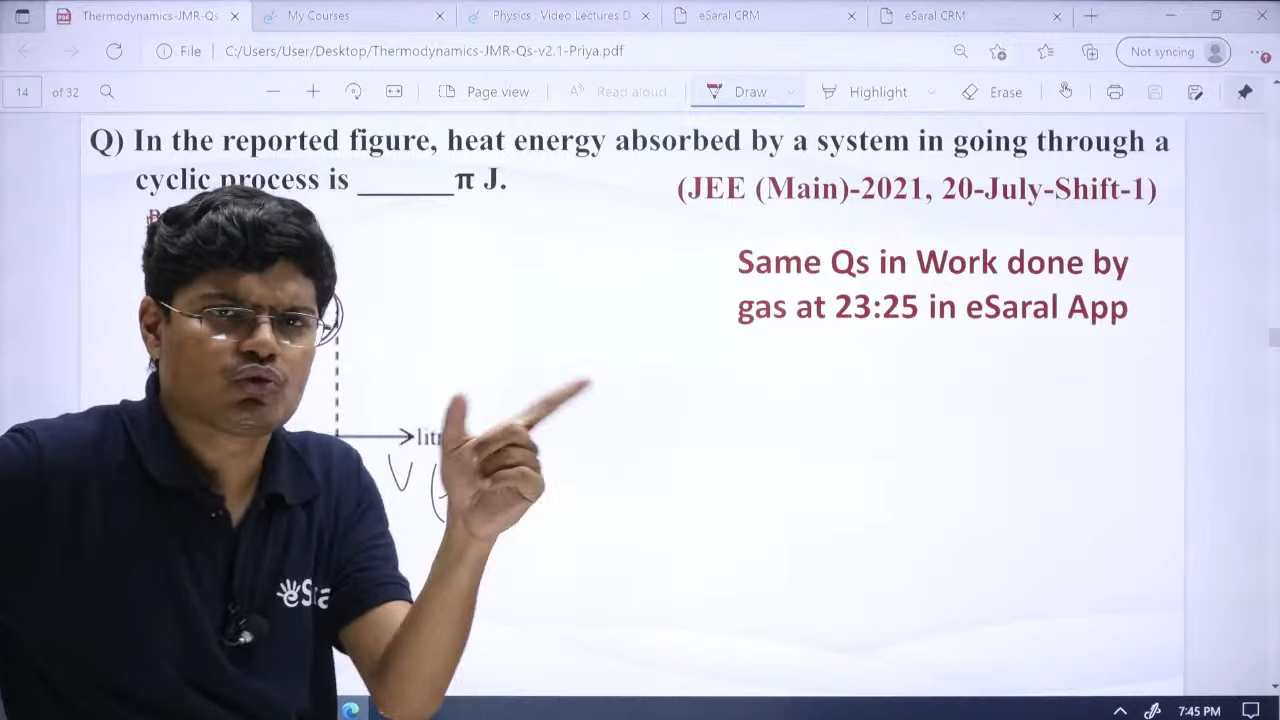 Thermodynamics-JMR-Qs
My Courses
ics : Video Lectures D
eSaral CRM
eSaral CRM
File
C:/Users/User/Desktop/Thermodynamics-JMR-Qs-v2.1-Priya.pdf
Not syncing
14 of 32
Page view
Read aloud
Draw
Highlight
Erase
Q) In the reported figure, heat energy absorbed by a system in going through a
cyclic process is ______π J.
(JEE (Main)-2021, 20-July-Shift-1)
Same Qs in Work done by
gas at 23:25 in eSaral App
V
7:45 PM